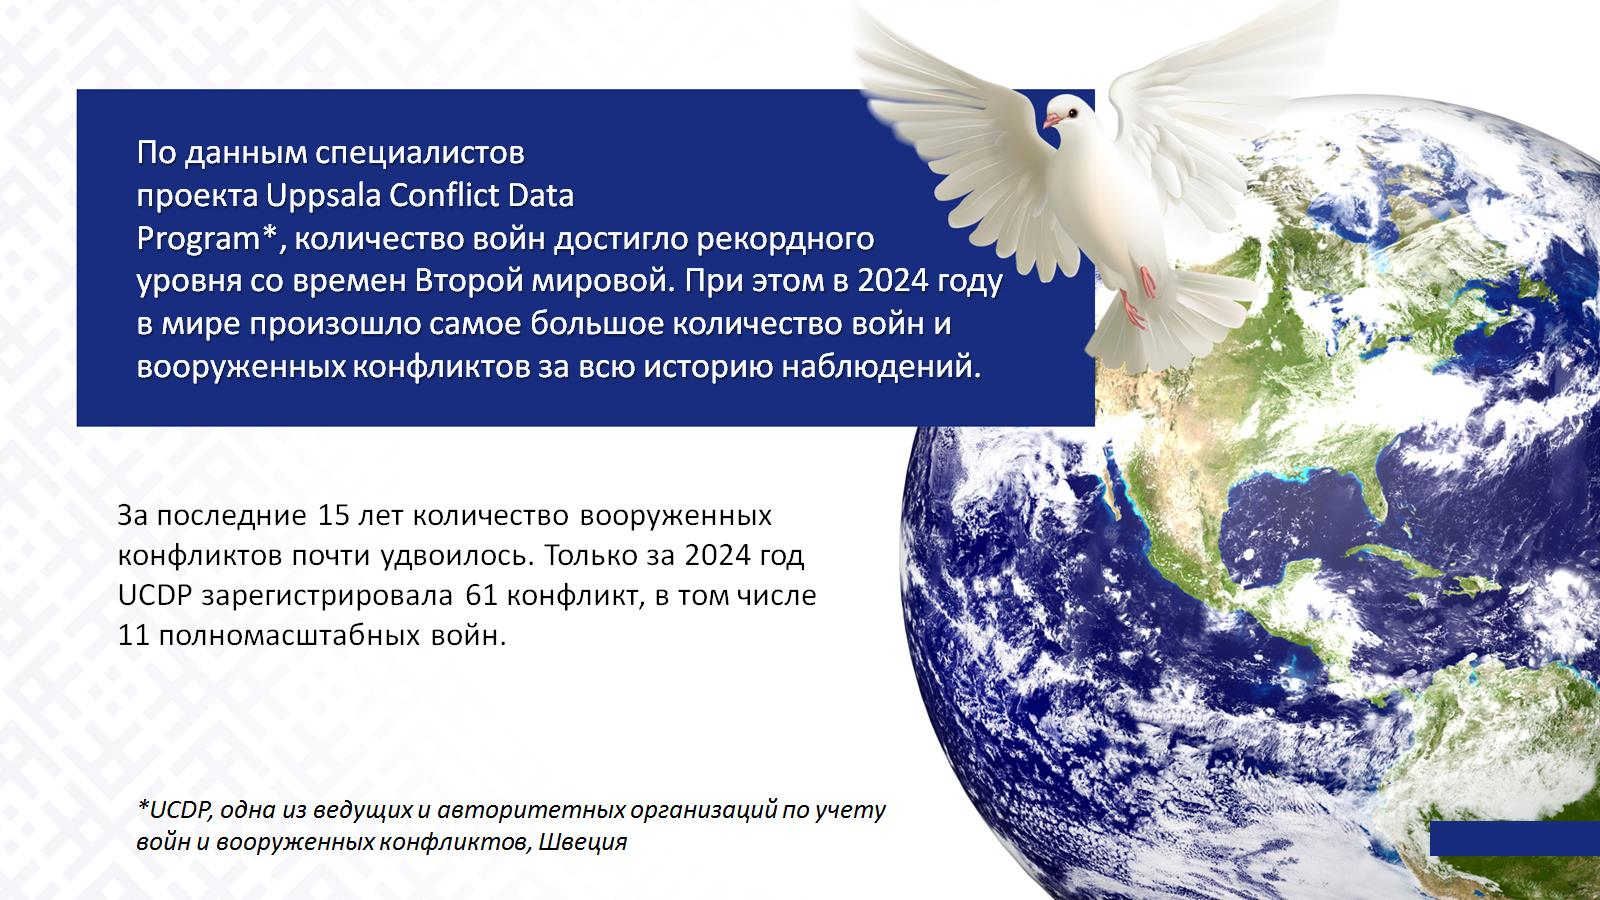 По данным специалистов
проекта Uppsala Conflict Data
Program*, количество войн достигло рекордного
уровня со времен Второй мировой. При этом в 2024 году
в мире произошло самое большое количество войн и
вооруженных конфликтов за всю историю наблюдений.
За последние 15 лет количество вооруженных
конфликтов почти удвоилось. Только за 2024 год
UCDP зарегистрировала 61 конфликт, в том числе
11 полномасштабных войн.
*UCDP, одна из ведущих и авторитетных организаций по учету
войн и вооруженных конфликтов, Швеция